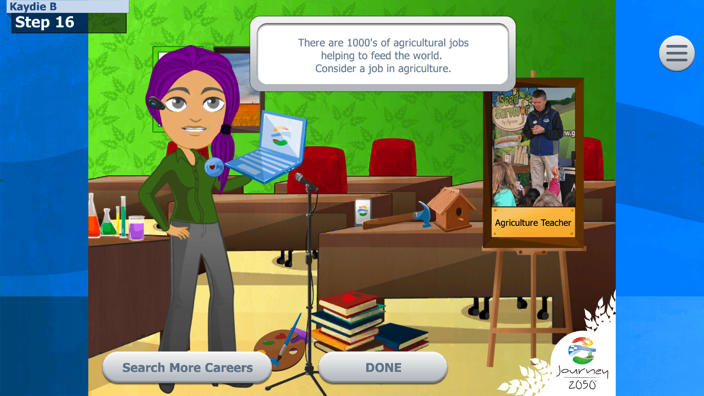 Kaydie B
Step 16
There are 1000's of agricultural jobs
helping to feed the world.
Consider a job in agriculture.
Agriculture Teacher
Search More Careers
DONE
Journey
2050